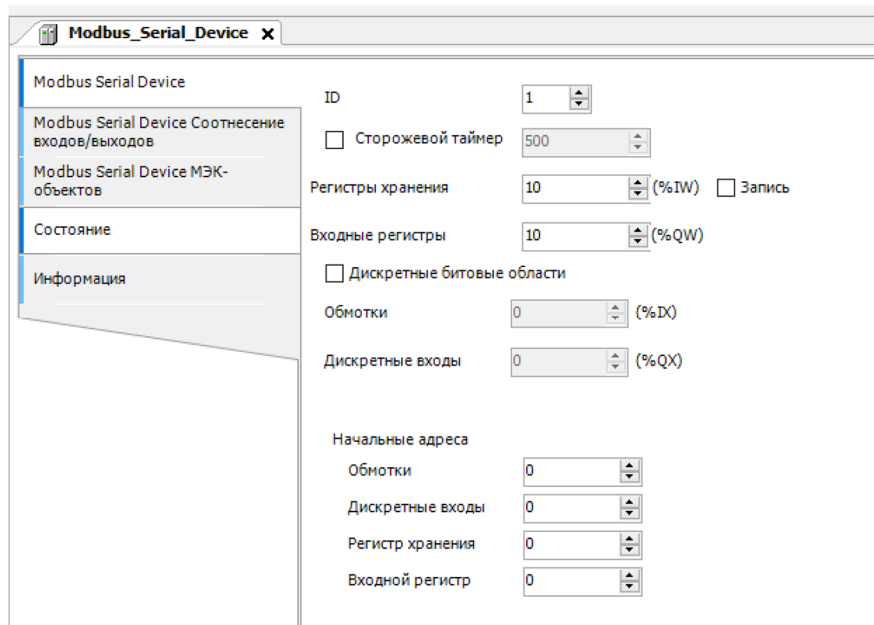 Modbus_Serial_Device x
Modbus Serial Device
Modbus Serial Device Соотнесение
входов/выходов
Modbus Serial Device МЭК-
объектов
Состояние
Информация
ID 1
Сторожевой таймер 500
Регистры хранения 10 (%IW) Запись
Входные регистры 10 (%QW)
Дискретные битовые области
Обмотки 0 (%IX)
Дискретные входы 0 (%QX)
Начальные адреса
Обмотки 0
Дискретные входы 0
Регистр хранения 0
Входной регистр 0